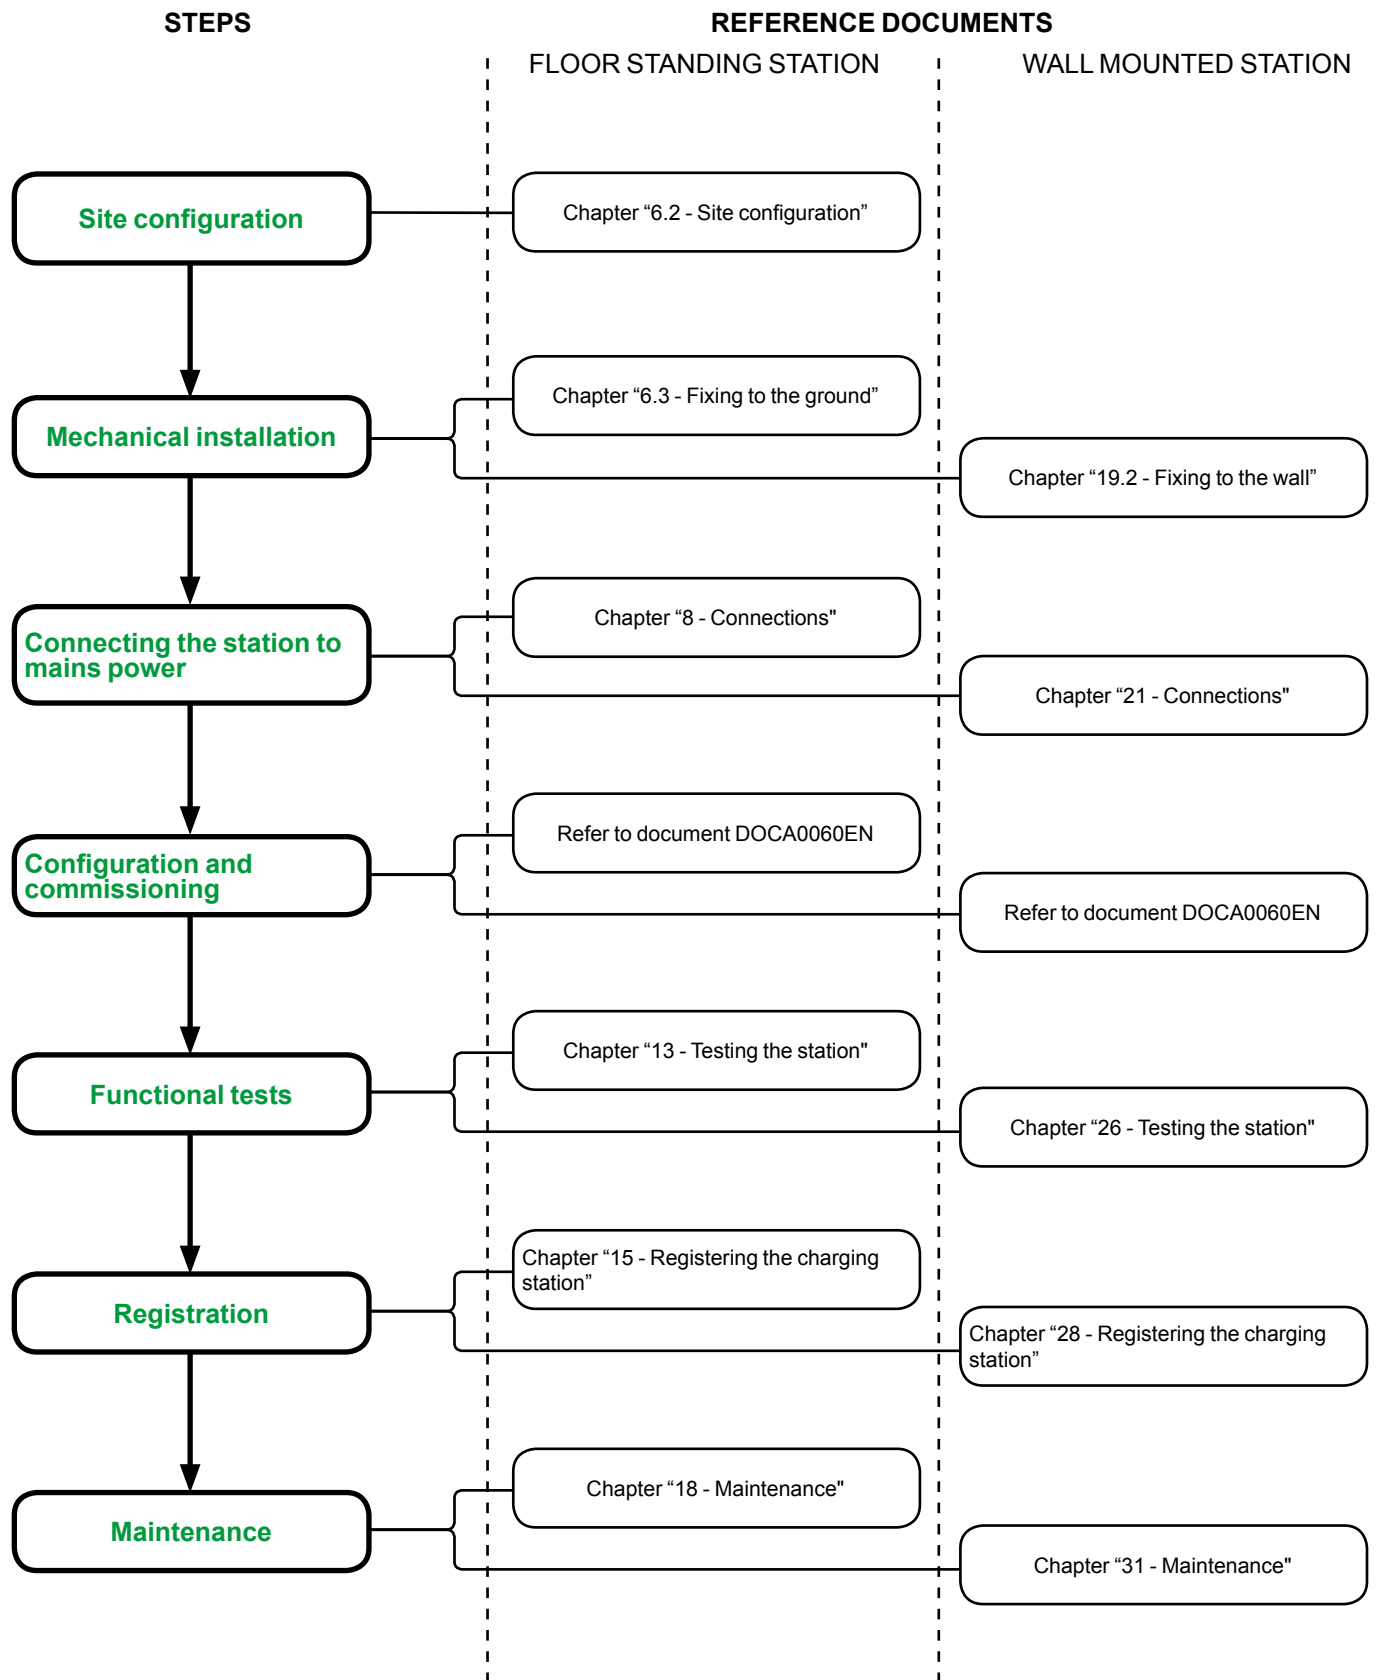 STEPS
REFERENCE DOCUMENTS
FLOOR STANDING STATION
WALL MOUNTED STATION
Site configuration
Chapter “6.2 - Site configuration”
Mechanical installation
Chapter “6.3 - Fixing to the ground”
Chapter “19.2 - Fixing to the wall”
Connecting the station to
mains power
Chapter “8 - Connections"
Chapter “21 - Connections"
Configuration and
commissioning
Refer to document DOCA0060EN
Refer to document DOCA0060EN
Functional tests
Chapter “13 - Testing the station"
Chapter “26 - Testing the station"
Registration
Chapter “15 - Registering the charging
station”
Chapter “28 - Registering the charging
station”
Maintenance
Chapter “18 - Maintenance"
Chapter “31 - Maintenance"